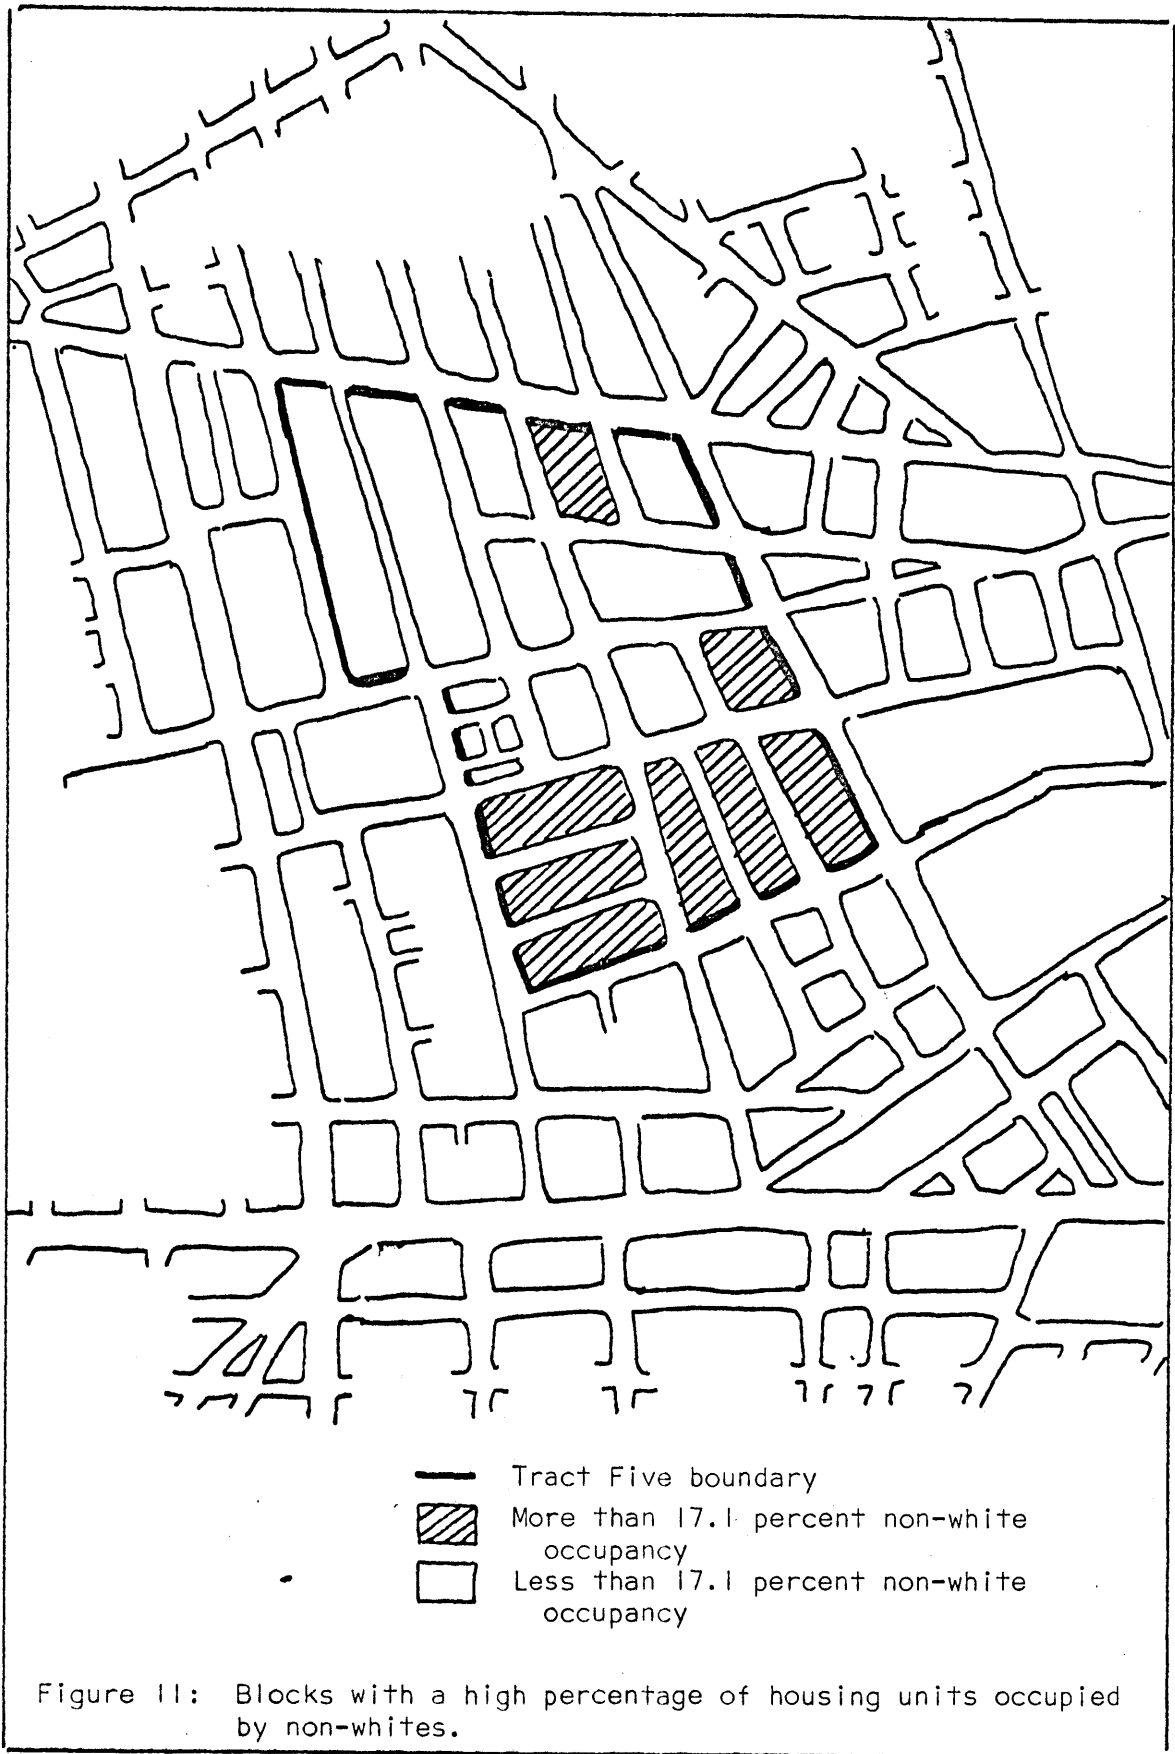 Tract Five boundary
More than 17.1 percent non-white
occupancy
Less than 17.1 percent non-white
occupancy
Figure 11: Blocks with a high percentage of housing units occupied
by non-whites.